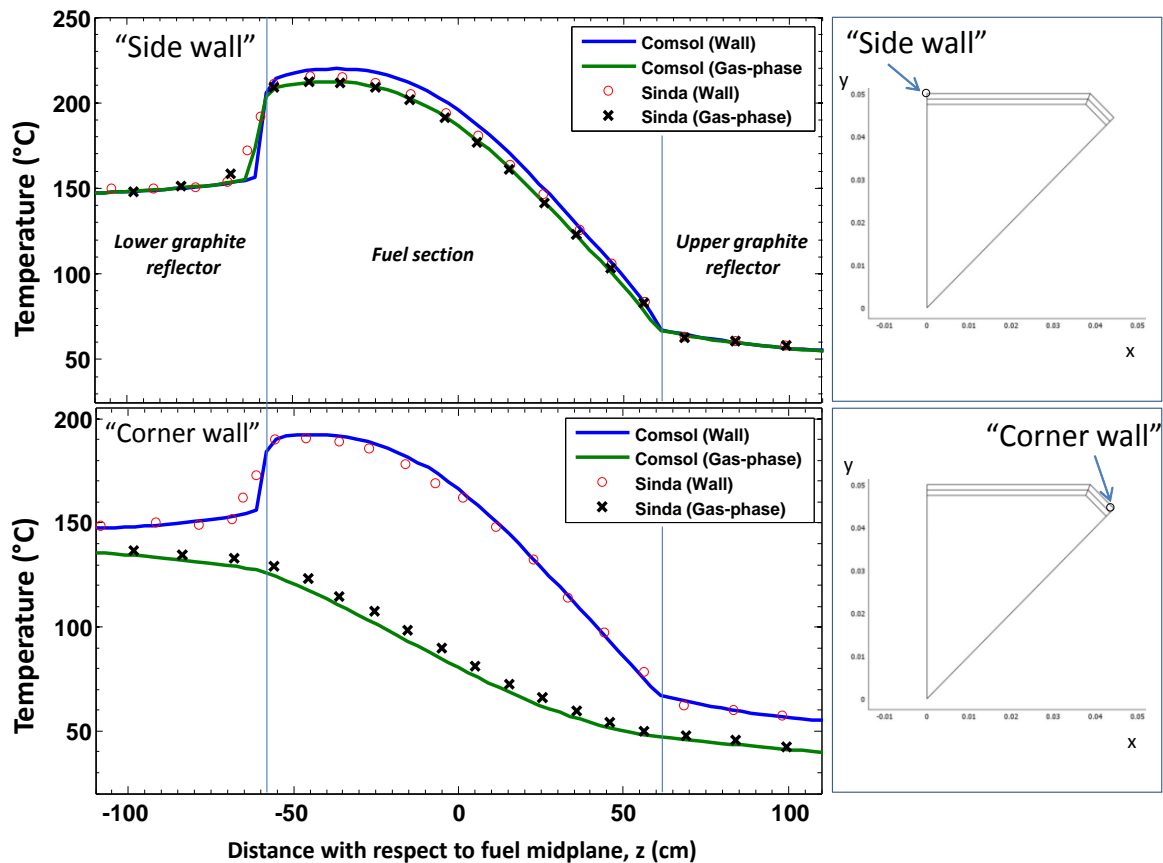 250
200
150
100
50
Temperature (°C)
“Side wall”
Comsol (Wall)
Comsol (Gas-phase
Sinda (Wall)
Sinda (Gas-phase)
Lower graphite
reflector
Fuel section
Upper graphite
reflector
“Side wall”
y
0.05
0.04
0.03
0.02
0.01
0
-0.01 0 0.01 0.02 0.03 0.04 0.05
x
200
150
100
50
Temperature (°C)
“Corner wall”
Comsol (Wall)
Comsol (Gas-phase)
Sinda (Wall)
Sinda (Gas-phase)
-100 -50 0 50 100
Distance with respect to fuel midplane, z (cm)
“Corner wall”
y
0.05
0.04
0.03
0.02
0.01
0
-0.01 0 0.01 0.02 0.03 0.04 0.05
x